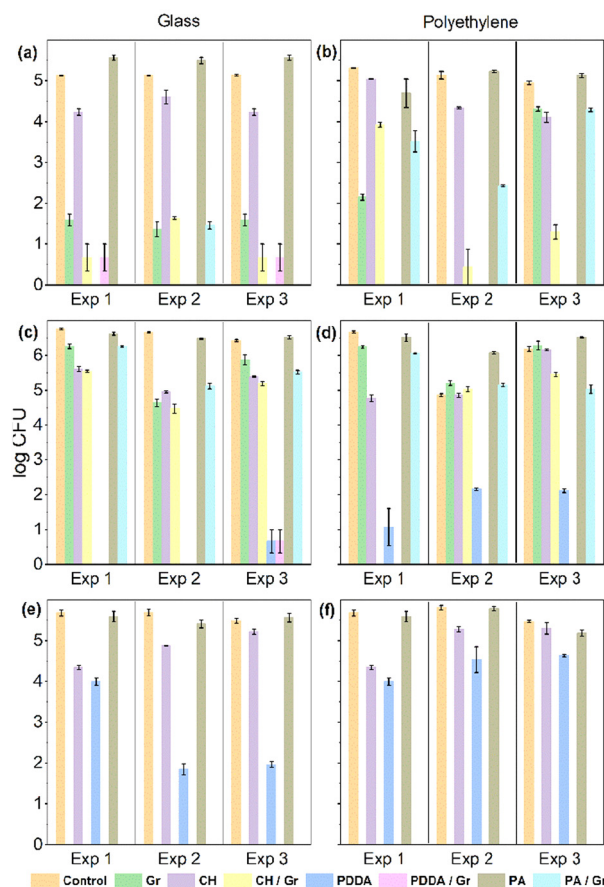 Glass Polyethylene
(a) (b)
5
4
3
2
1
0
Exp 1 Exp 2 Exp 3 Exp 1 Exp 2 Exp 3
(c) (d)
6
5
4
3
2
1
0
log CFU
Exp 1 Exp 2 Exp 3 Exp 1 Exp 2 Exp 3
(e) (f)
5
4
3
2
1
0
Exp 1 Exp 2 Exp 3 Exp 1 Exp 2 Exp 3
Control Gr CH CH / Gr PDDA PDDA / Gr PA PA / Gr